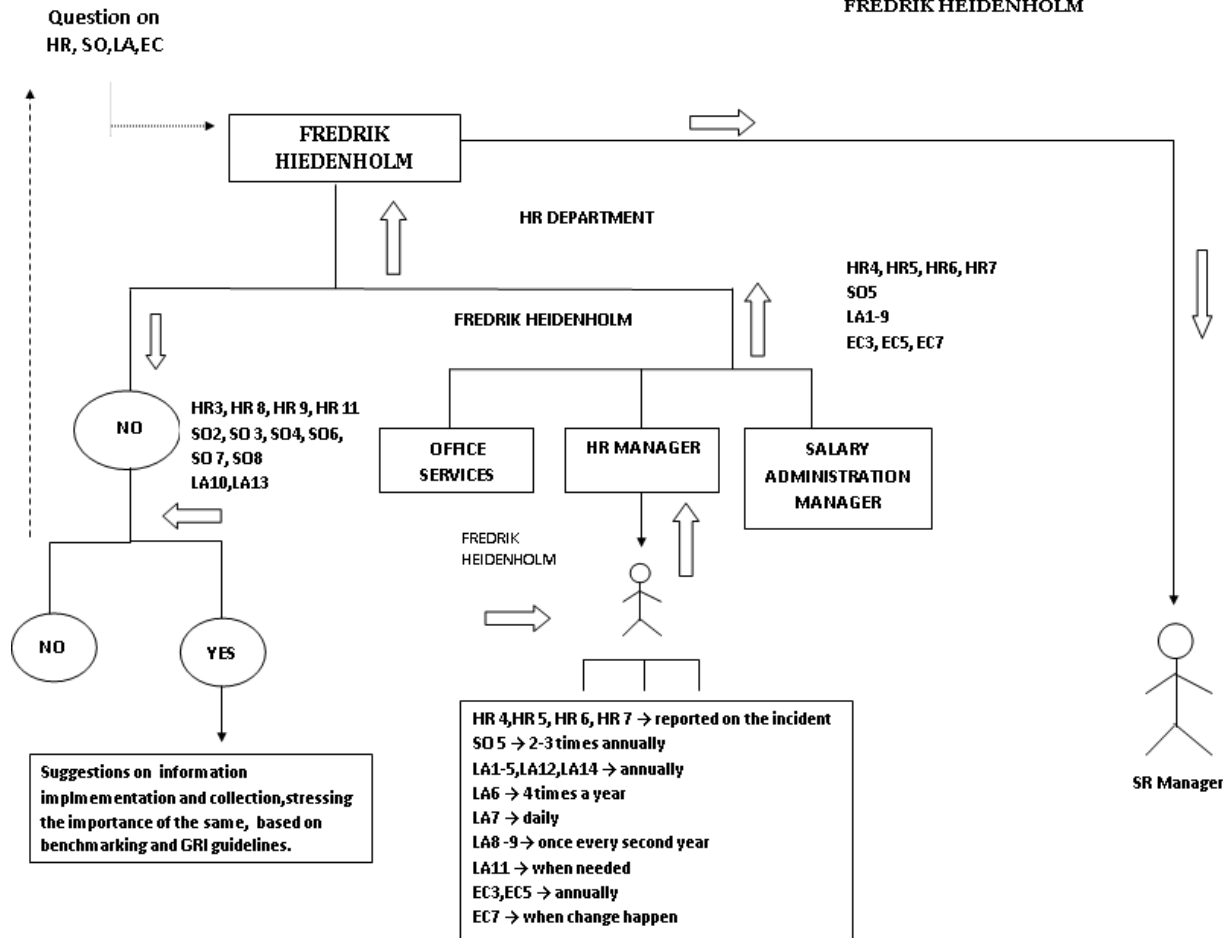 FREDRIK HEIDENHOLM
Question on
HR, SO,LA,EC
FREDRIK
HIEDENHOLM
HR DEPARTMENT
HR4, HR5, HR6, HR7
SO5
LA1-9
EC3, EC5, EC7
FREDRIK HEIDENHOLM
NO
HR3, HR 8, HR 9, HR 11
SO2, SO 3, SO4, SO6,
SO 7, SO8
LA10,LA13
OFFICE
SERVICES
HR MANAGER
SALARY
ADMINISTRATION
MANAGER
FREDRIK
HEIDENHOLM
NO
YES
Suggestions on information
implmementation and collection,stressing
the importance of the same, based on
benchmarking and GRI guidelines.
HR 4,HR 5, HR 6, HR 7 → reported on the incident
SO 5 → 2-3 times annually
LA1-5,LA12,LA14 → annually
LA6 → 4 times a year
LA7 → daily
LA8 -9 → once every second year
LA11 → when needed
EC3,EC5 → annually
EC7 → when change happen
SR Manager